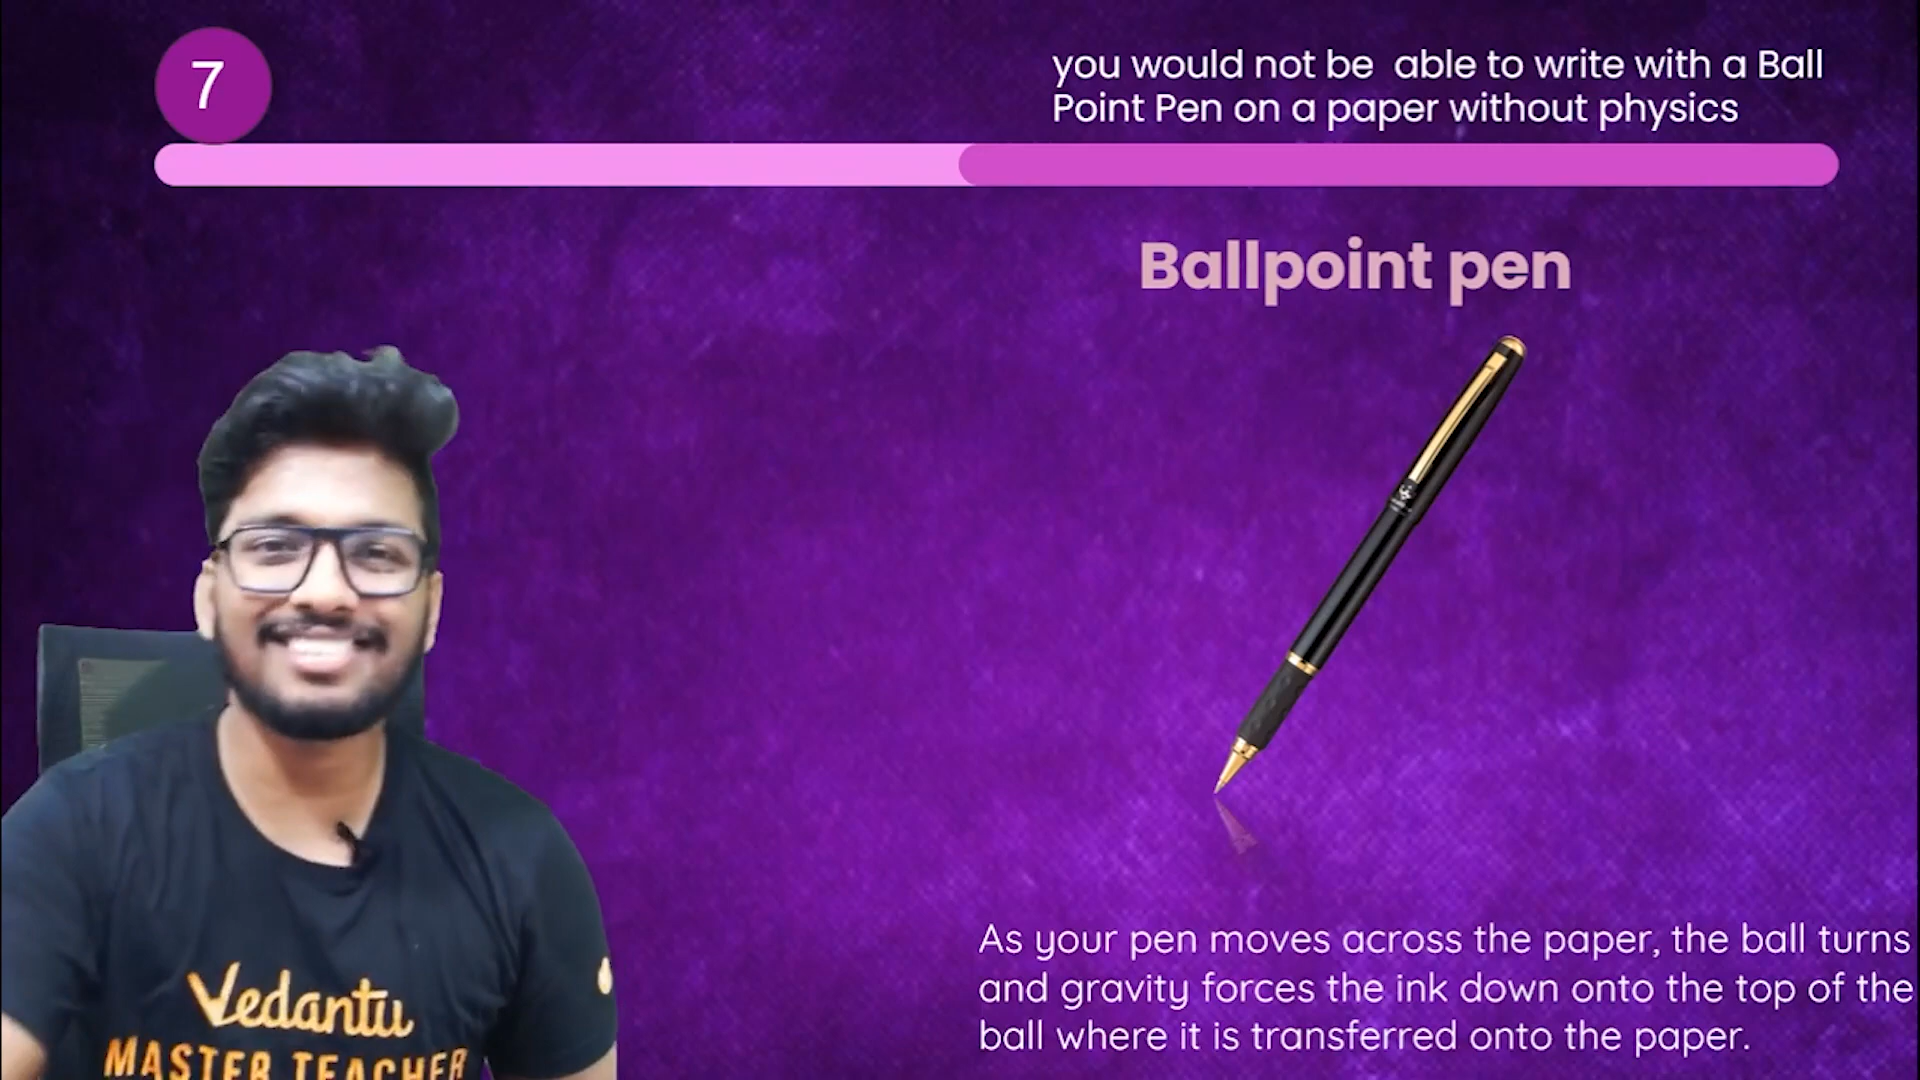 7
you would not be  able to write with a Ball
Point Pen on a paper without physics
Ballpoint pen
As your pen moves across the paper, the ball turns
and gravity forces the ink down onto the top of the
ball where it is transferred onto the paper.
Vedantu
MASTER TEACHER